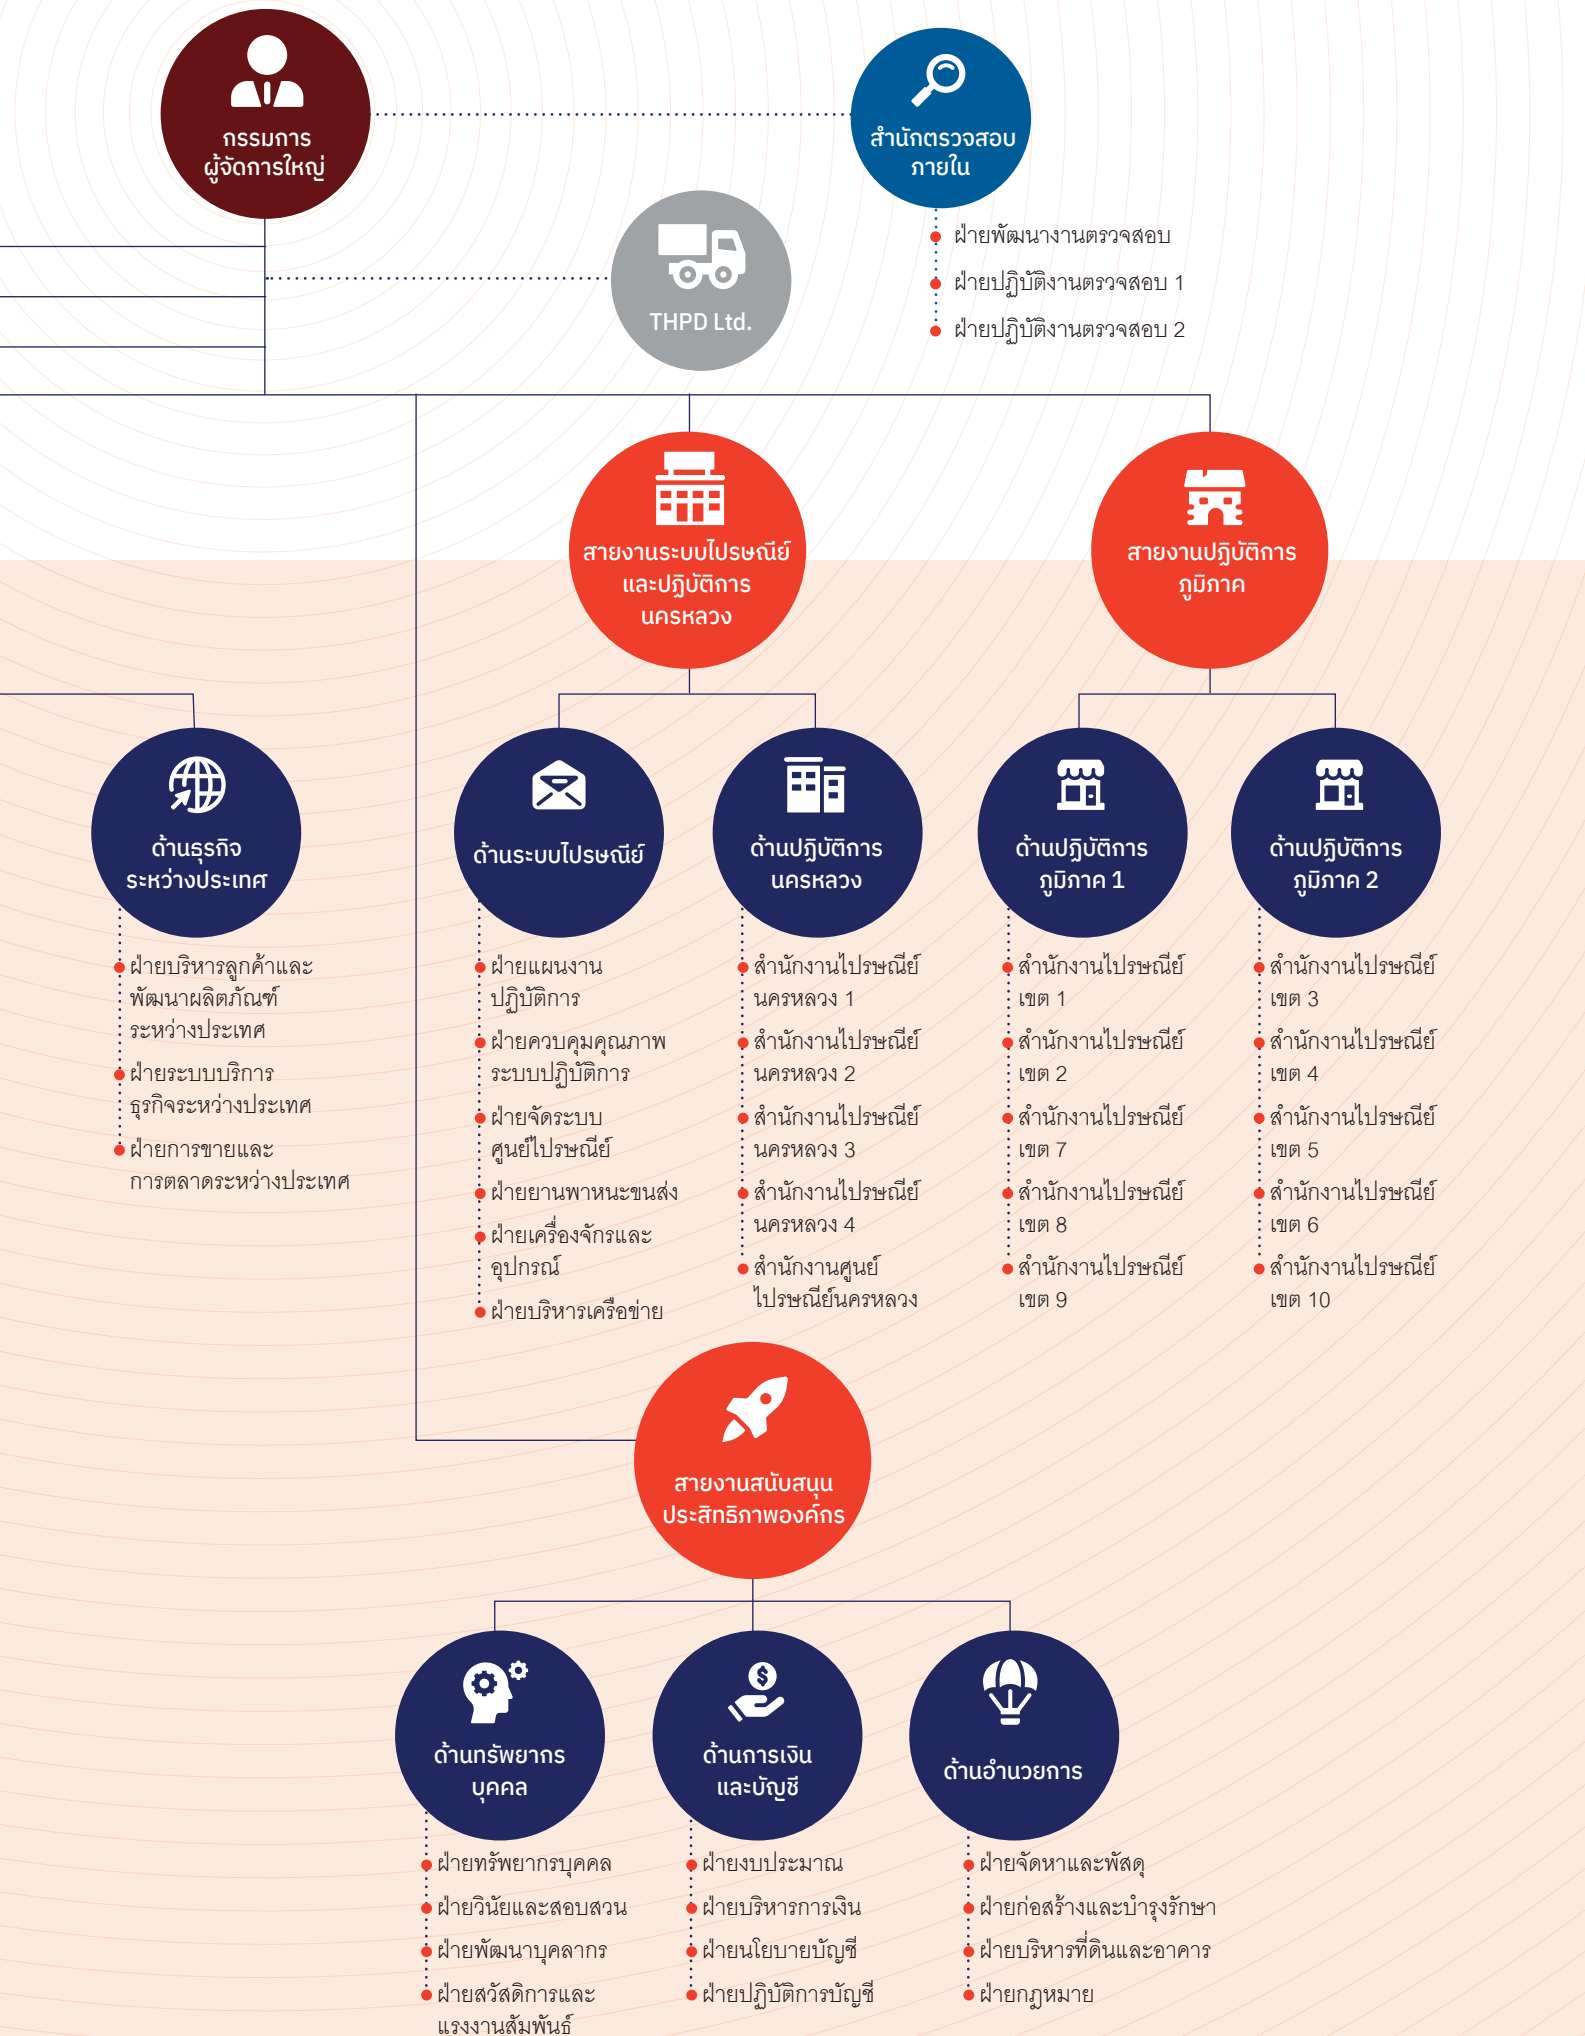 กรรมการ
ผู้จัดการใหญ่
สำนักตรวจสอบ
ภายใน
ฝ่ายพัฒนางานตรวจสอบ
ฝ่ายปฏิบัติงานตรวจสอบ 1
ฝ่ายปฏิบัติงานตรวจสอบ 2
THPD Ltd.
สายงานระบบไปรษณีย์
และปฏิบัติการ
นครหลวง
สายงานปฏิบัติการ
ภูมิภาค
ด้านธุรกิจ
ระหว่างประเทศ
ฝ่ายบริหารลูกค้าและ
พัฒนาผลิตภัณฑ์
ระหว่างประเทศ
ฝ่ายระบบบริการ
ธุรกิจระหว่างประเทศ
ฝ่ายการขายและ
การตลาดระหว่างประเทศ
ด้านระบบไปรษณีย์
ฝ่ายแผนงาน
ปฏิบัติการ
ฝ่ายควบคุมคุณภาพ
ระบบปฏิบัติการ
ฝ่ายจัดระบบ
ศูนย์ไปรษณีย์
ฝ่ายยานพาหนะขนส่ง
ฝ่ายเครื่องจักรและ
อุปกรณ์
ฝ่ายบริหารเครือข่าย
ด้านปฏิบัติการ
นครหลวง
สำนักงานไปรษณีย์
นครหลวง 1
สำนักงานไปรษณีย์
นครหลวง 2
สำนักงานไปรษณีย์
นครหลวง 3
สำนักงานไปรษณีย์
นครหลวง 4
สำนักงานศูนย์
ไปรษณีย์นครหลวง
ด้านปฏิบัติการ
ภูมิภาค 1
สำนักงานไปรษณีย์
เขต 1
สำนักงานไปรษณีย์
เขต 2
สำนักงานไปรษณีย์
เขต 7
สำนักงานไปรษณีย์
เขต 8
สำนักงานไปรษณีย์
เขต 9
ด้านปฏิบัติการ
ภูมิภาค 2
สำนักงานไปรษณีย์
เขต 3
สำนักงานไปรษณีย์
เขต 4
สำนักงานไปรษณีย์
เขต 5
สำนักงานไปรษณีย์
เขต 6
สำนักงานไปรษณีย์
เขต 10
สายงานสนับสนุน
ประสิทธิภาพองค์กร
ด้านทรัพยากร
บุคคล
ฝ่ายทรัพยากรบุคคล
ฝ่ายวินัยและสอบสวน
ฝ่ายพัฒนาบุคลากร
ฝ่ายสวัสดิการและ
แรงงานสัมพันธ์
ด้านการเงิน
และบัญชี
ฝ่ายงบประมาณ
ฝ่ายบริหารการเงิน
ฝ่ายนโยบายบัญชี
ฝ่ายปฏิบัติการบัญชี
ด้านอำนวยการ
ฝ่ายจัดหาและพัสดุ
ฝ่ายก่อสร้างและบำรุงรักษา
ฝ่ายบริหารที่ดินและอาคาร
ฝ่ายกฎหมาย